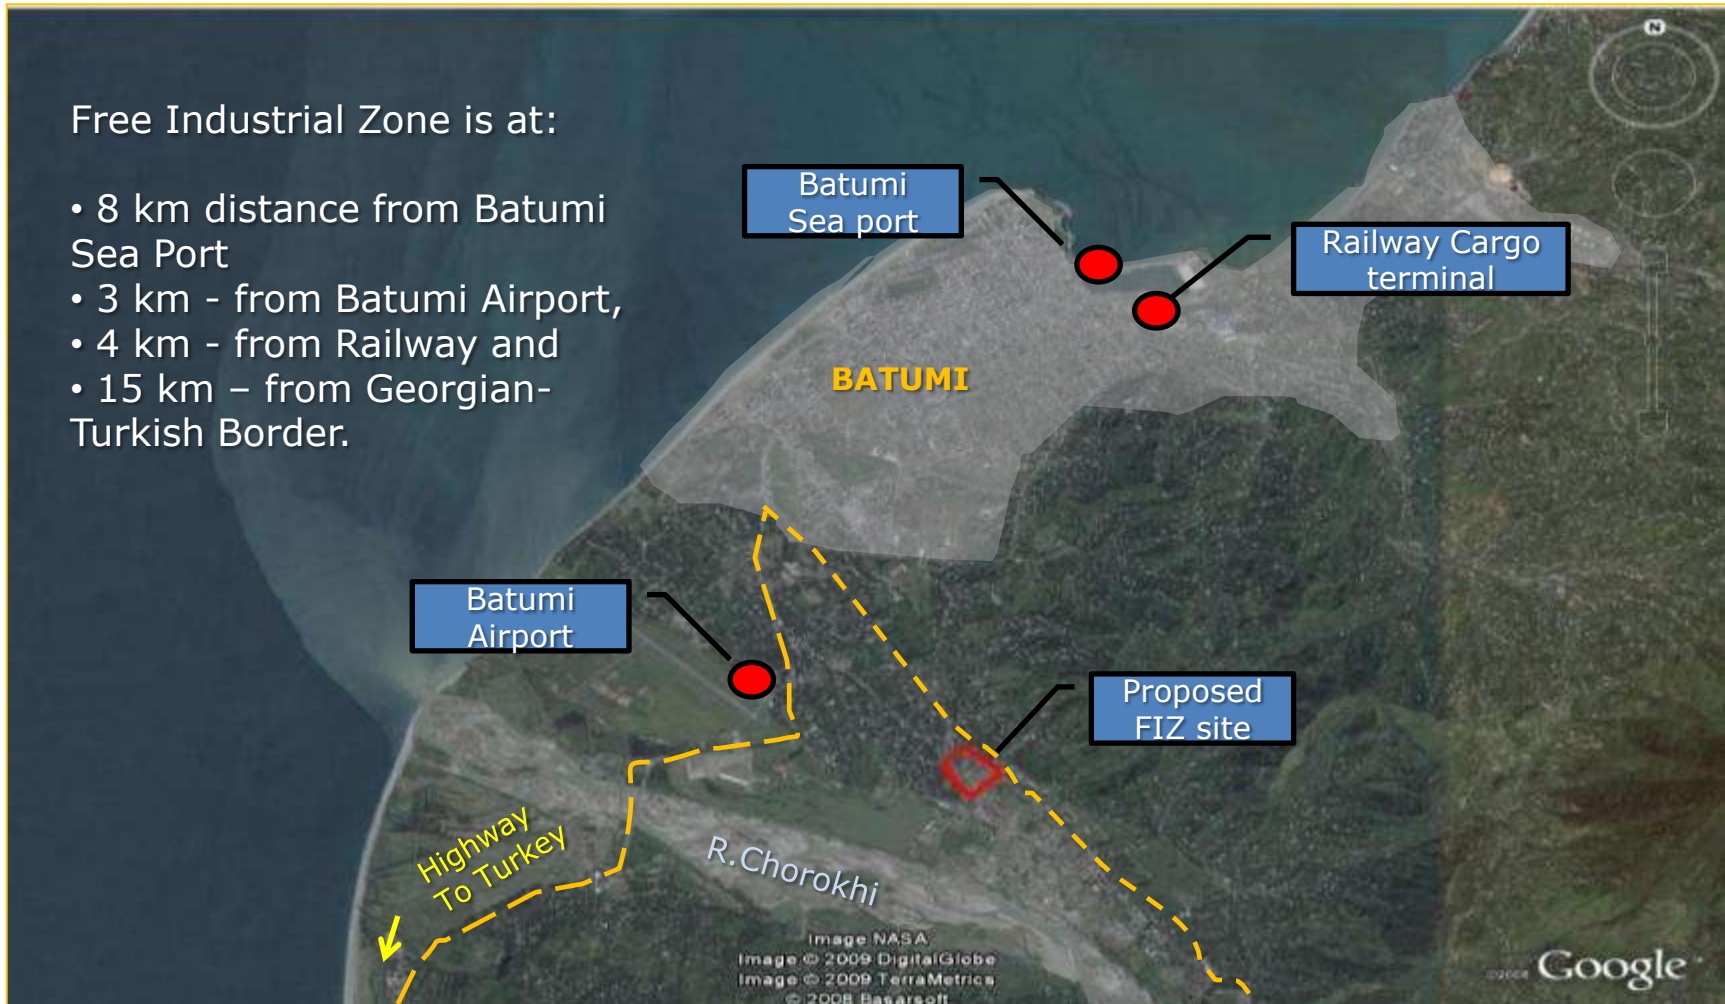 Free Industrial Zone is at:
• 8 km distance from Batumi
Sea Port
• 3 km - from Batumi Airport,
• 4 km - from Railway and
• 15 km – from Georgian-
Turkish Border.
Batumi
Sea port
Railway Cargo
terminal
BATUMI
Batumi
Airport
Proposed
FIZ site
Highway
To Turkey
R.Chorokhi
N
Image NASA
Image © 2009 DigitalGlobe
Image © 2009 TerraMetrics
© 2008 Basarsoft
©2008 Google